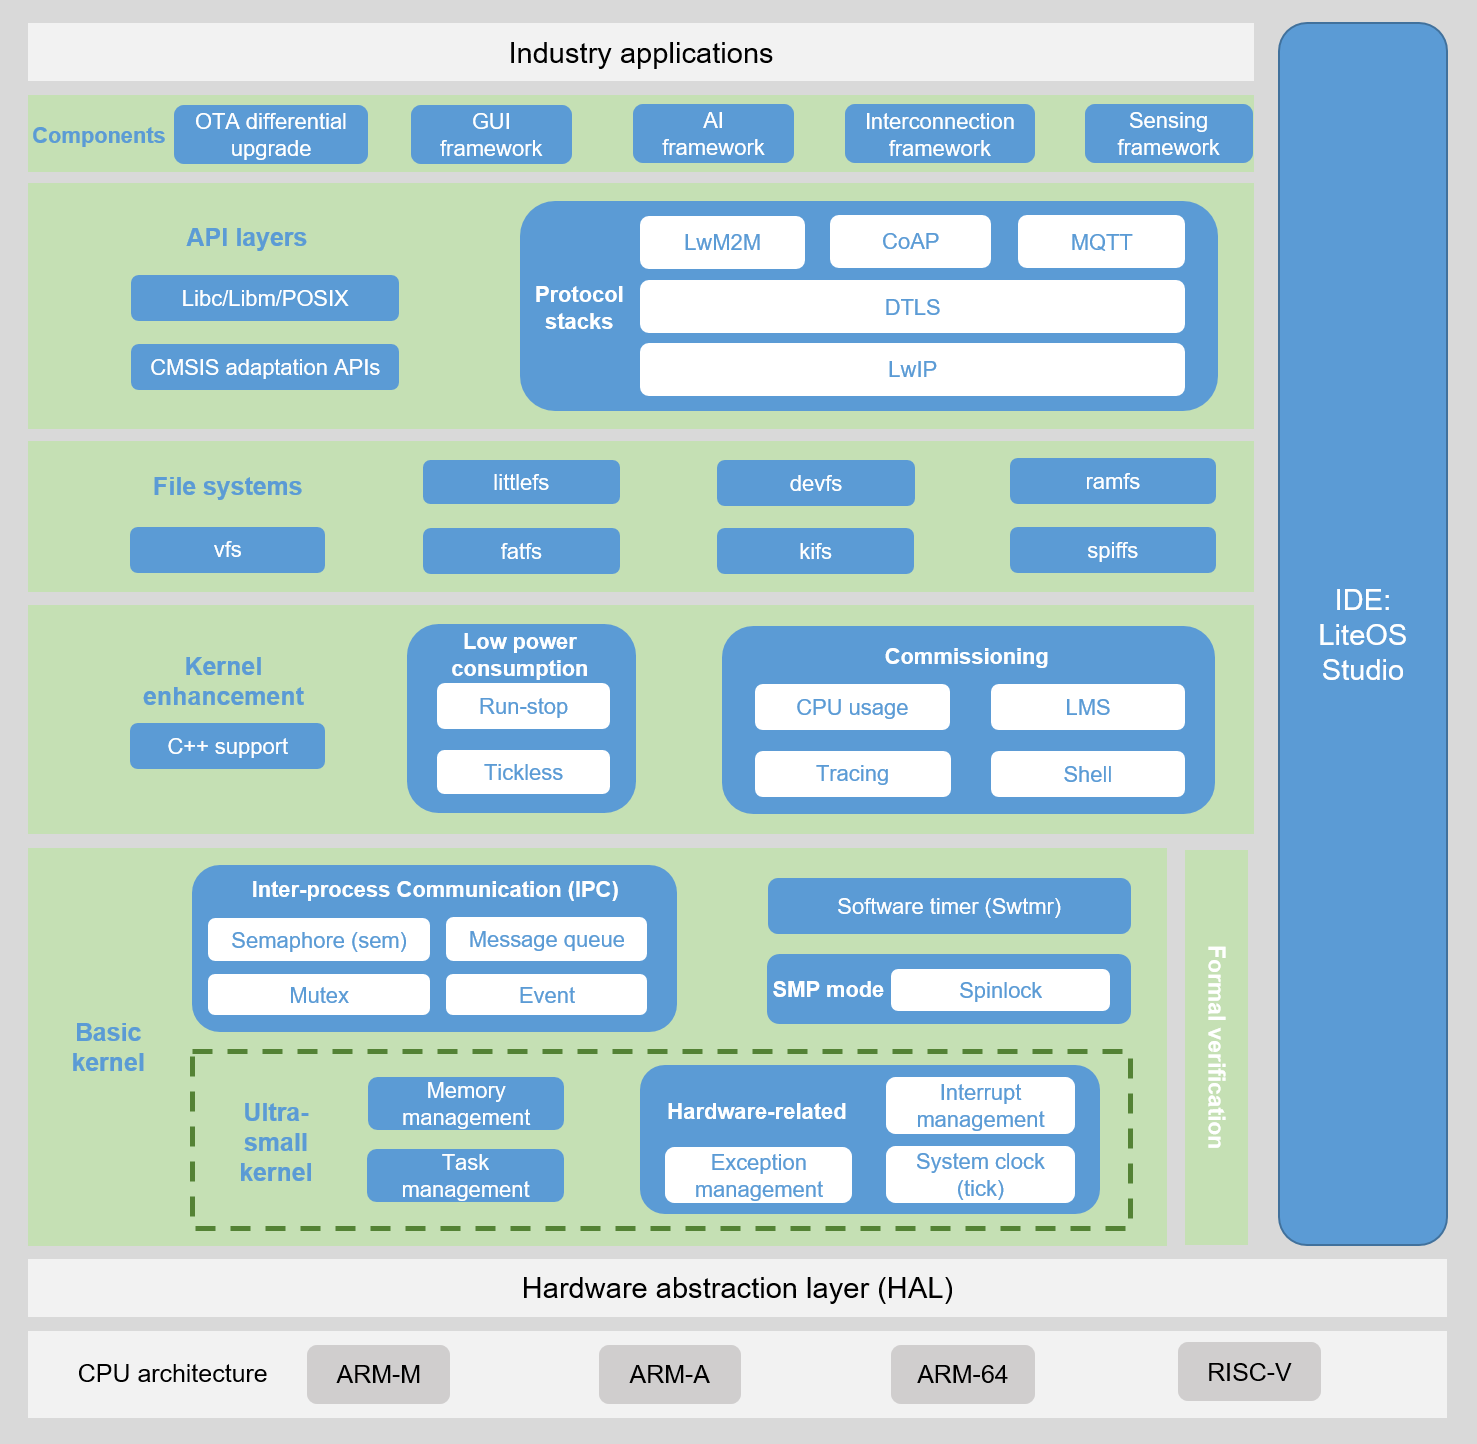 Industry applications
Components
OTA differential
upgrade
GUI
framework
AI
framework
Interconnection
framework
Sensing
framework
API layers
Libc/Libm/POSIX
CMSIS adaptation APIs
Protocol
stacks
LwM2M
CoAP
MQTT
DTLS
LwIP
File systems
littlefs
devfs
ramfs
vfs
fatfs
kifs
spiffs
Kernel
enhancement
C++ support
Low power
consumption
Run-stop
Tickless
Commissioning
CPU usage
LMS
Tracing
Shell
IDE:
LiteOS
Studio
Basic
kernel
Inter-process Communication (IPC)
Semaphore (sem)
Message queue
Mutex
Event
Software timer (Swtmr)
SMP mode
Spinlock
Ultra-
small
kernel
Memory
management
Task
management
Hardware-related
Interrupt
management
Exception
management
System clock
(tick)
Formal verification
Hardware abstraction layer (HAL)
CPU architecture
ARM-M
ARM-A
ARM-64
RISC-V